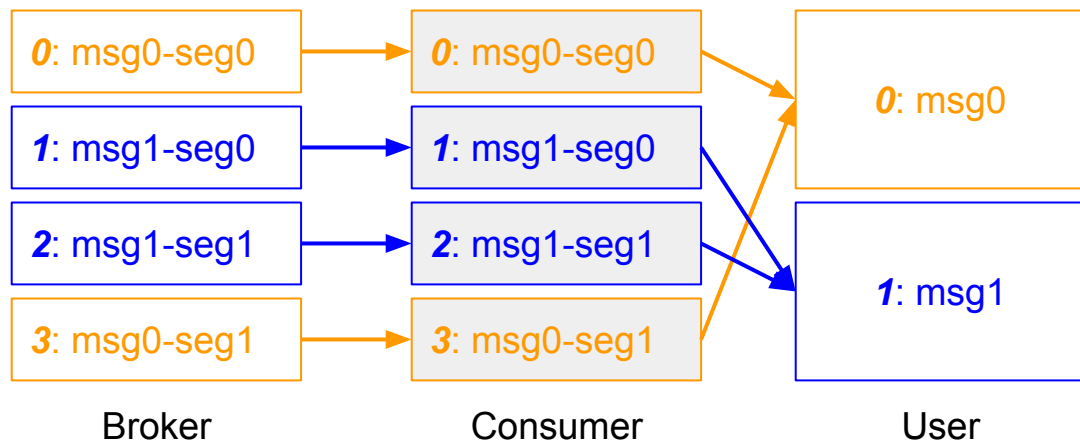 0: msg0-seg0
1: msg1-seg0
2: msg1-seg1
3: msg0-seg1
Broker
0: msg0-seg0
1: msg1-seg0
2: msg1-seg1
3: msg0-seg1
Consumer
0: msg0
1: msg1
User